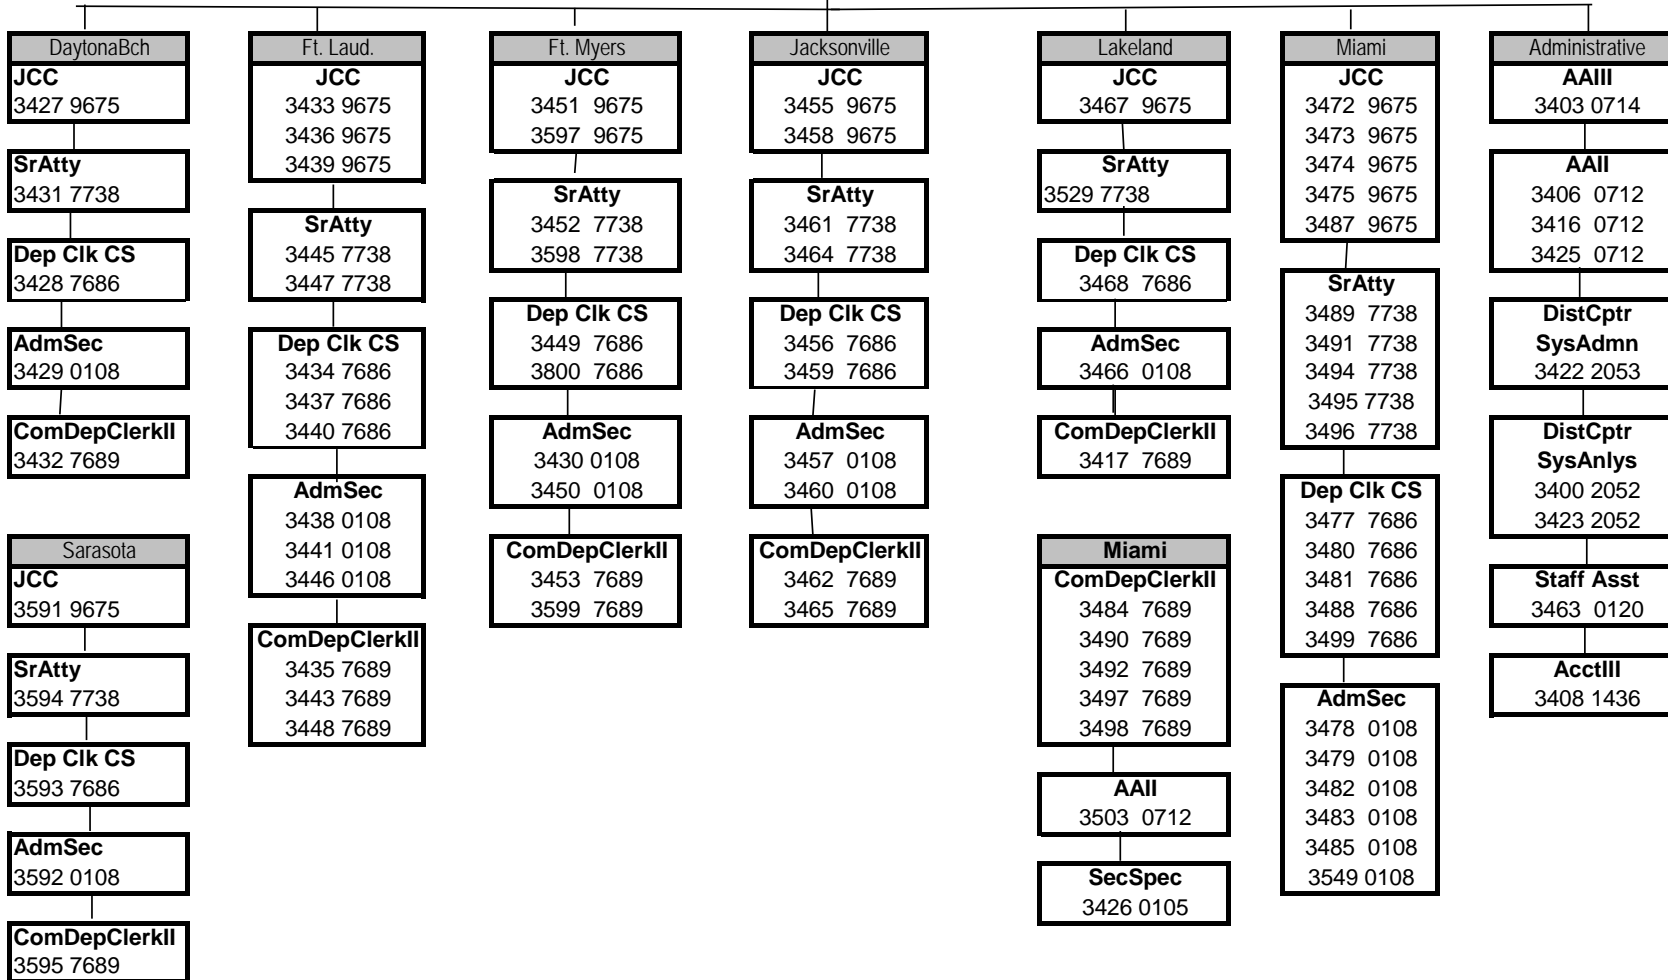 DaytonaBch
JCC
3427 9675
SrAtty
3431 7738
Dep Clk CS
3428 7686
AdmSec
3429 0108
ComDepClerkII
3432 7689
Sarasota
JCC
3591 9675
SrAtty
3594 7738
Dep Clk CS
3593 7686
AdmSec
3592 0108
ComDepClerkII
3595 7689
Ft. Laud.
JCC
3433 9675
3436 9675
3439 9675
SrAtty
3445 7738
3447 7738
Dep Clk CS
3434 7686
3437 7686
3440 7686
AdmSec
3438 0108
3441 0108
3446 0108
ComDepClerkII
3435 7689
3443 7689
3448 7689
Ft. Myers
JCC
3451 9675
3597 9675
SrAtty
3452 7738
3598 7738
Dep Clk CS
3449 7686
3800 7686
AdmSec
3430 0108
3450 0108
ComDepClerkII
3453 7689
3599 7689
Jacksonville
JCC
3455 9675
3458 9675
SrAtty
3461 7738
3464 7738
Dep Clk CS
3456 7686
3459 7686
AdmSec
3457 0108
3460 0108
ComDepClerkII
3462 7689
3465 7689
Lakeland
JCC
3467 9675
SrAtty
3529 7738
Dep Clk CS
3468 7686
AdmSec
3466 0108
ComDepClerkII
3417 7689
Miami
ComDepClerkII
3484 7689
3490 7689
3492 7689
3497 7689
3498 7689
AAII
3503 0712
SecSpec
3426 0105
Miami
JCC
3472 9675
3473 9675
3474 9675
3475 9675
3487 9675
SrAtty
3489 7738
3491 7738
3494 7738
3495 7738
3496 7738
Dep Clk CS
3477 7686
3480 7686
3481 7686
3488 7686
3499 7686
AdmSec
3478 0108
3479 0108
3482 0108
3483 0108
3485 0108
3549 0108
Administrative
AAIII
3403 0714
AAII
3406 0712
3416 0712
3425 0712
DistCptr
SysAdmn
3422 2053
DistCptr
SysAnlys
3400 2052
3423 2052
Staff Asst
3463 0120
AcctIII
3408 1436